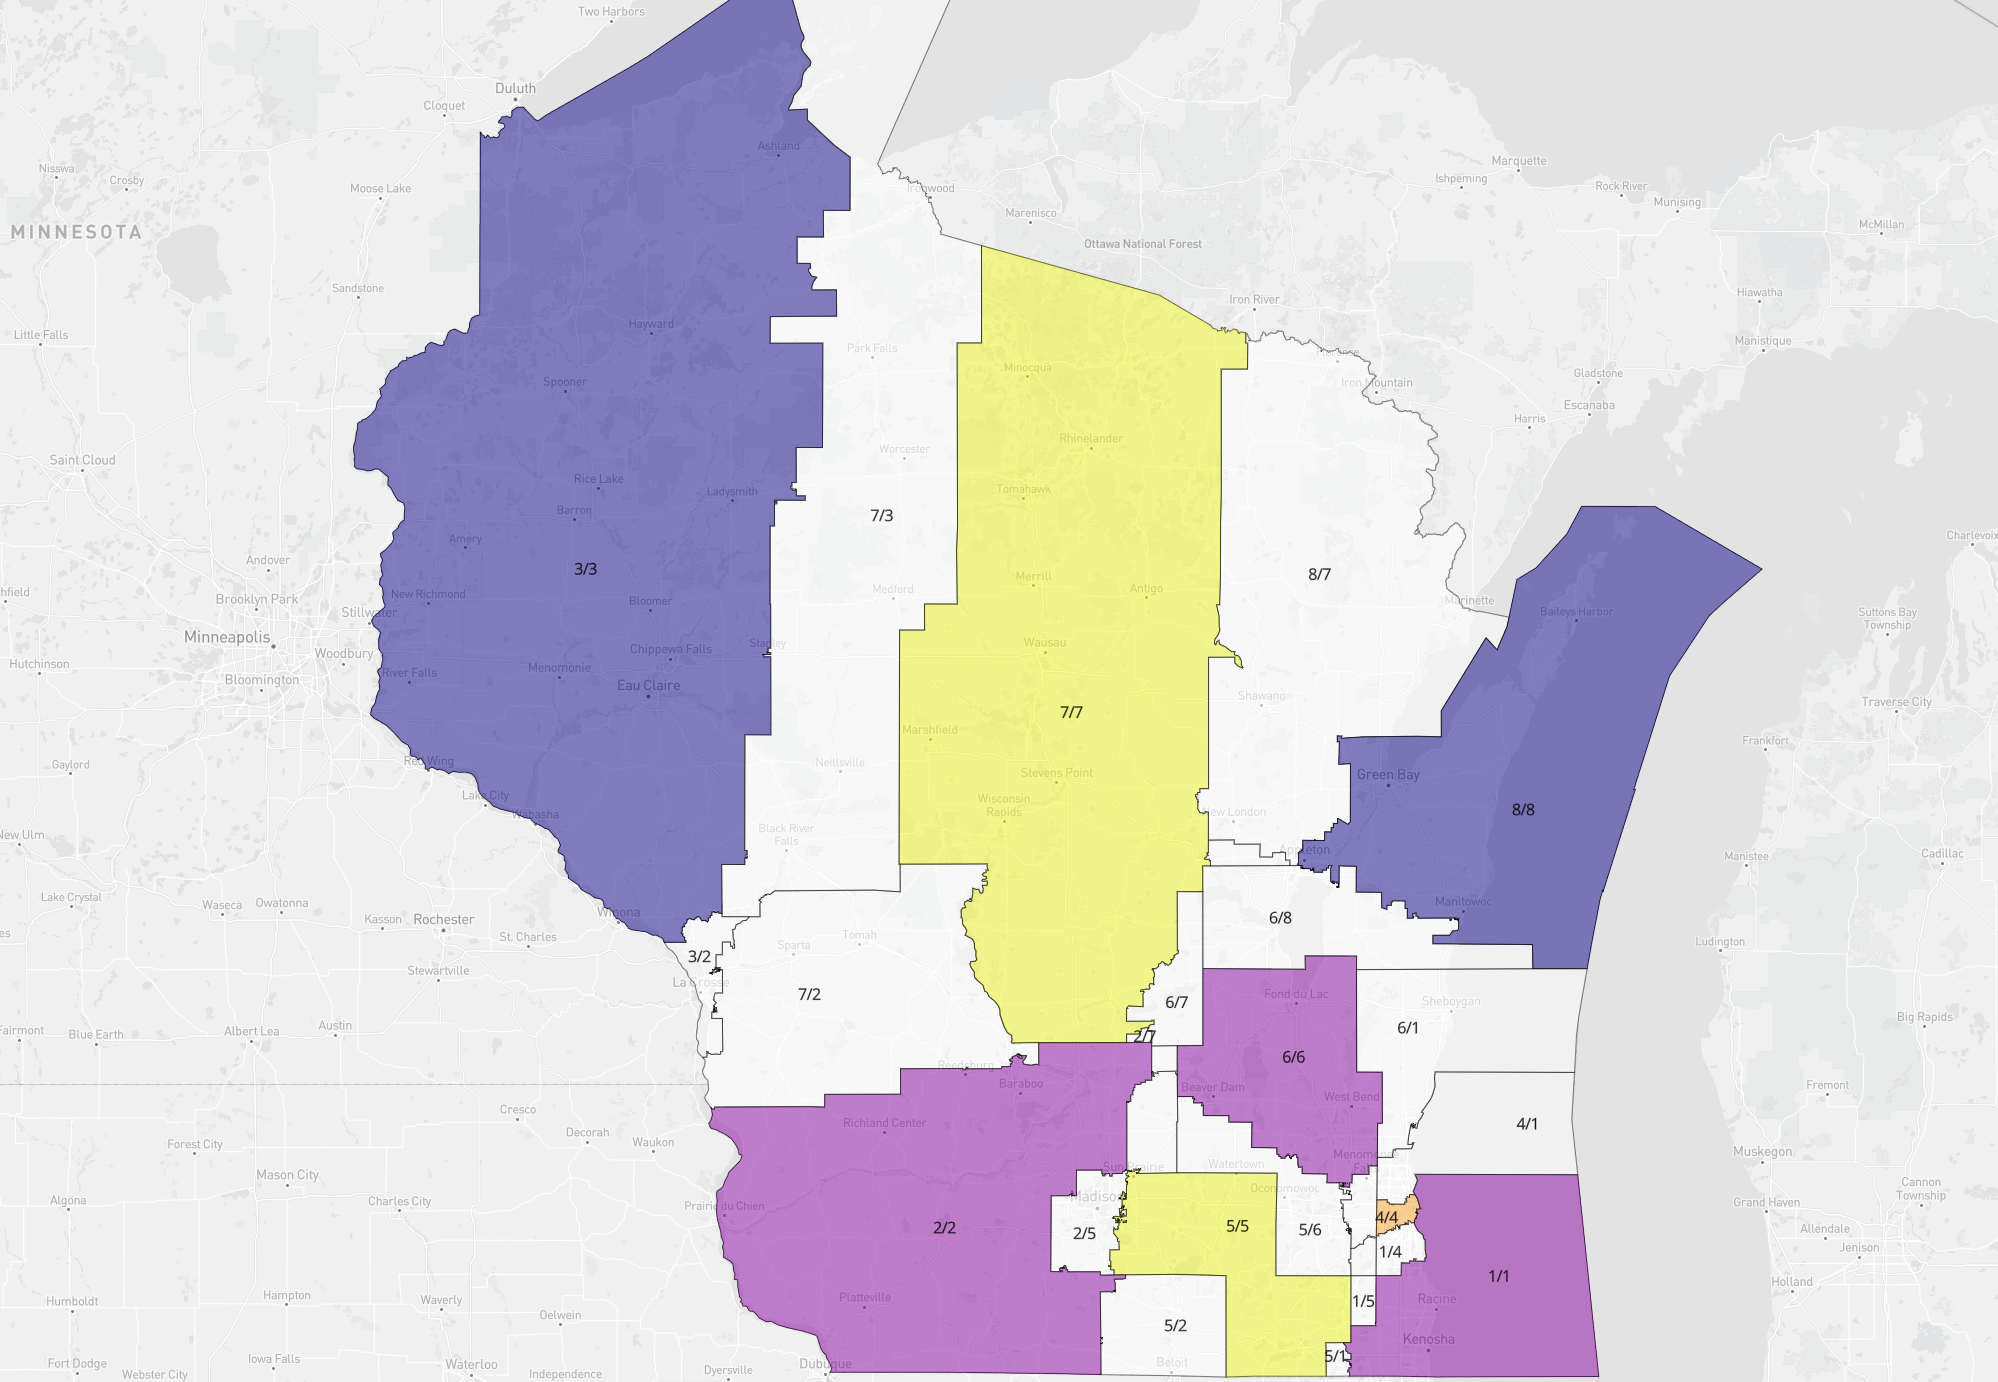 Two Harbors
Duluth
Cloquet
Ashland
Nisswa
Crosby
Moose Lake
Ironwood
Marquette
Ishpeming
Rock River
Munising
MINNESOTA
Marenisco
Ottawa National Forest
McMillan
Sandstone
Iron River
Hiawatha
Little Falls
Hayward
Park Falls
Florence
Manistique
Minocqua
Spooner
Iron Mountain
Gladstone
Escanaba
Harris
Rhinelander
Saint Cloud
Worcester
Rice Lake
Ladysmith
Tomahawk
Barron
7/3
Amery
Charlevoix
Andover
3/3
8/7
Merrill
Antigo
hfield
Brooklyn Park
New Richmond
Bloomer
Medford
Marinette
Stillwater
Baileys Harbor
Suttons Bay
Township
Minneapolis
Wausau
Stanley
Chippewa Falls
Woodbury
Hutchinson
Menomonie
River Falls
Bloomington
Eau Claire
Shawano
Traverse City
7/7
Marshfield
Frankfort
Red Wing
Gaylord
Neillsville
Stevens Point
Green Bay
Lake City
Wisconsin
Rapids
Wabasha
New London
8/8
New Ulm
Black River
Falls
Appleton
Manistee
Cadillac
Lake Crystal
Waseca
Owatonna
Winona
Manitowoc
Kasson
Rochester
6/8
es
St. Charles
Tomah
Sparta
Ludington
3/2
Stewartville
La Crosse
7/2
Fond du Lac
6/7
Sheboygan
Big Rapids
Fairmont
Blue Earth
Albert Lea
Austin
6/1
2/7
6/6
Reedsburg
Baraboo
Beaver Dam
West Bend
Fremont
Cresco
Richland Center
4/1
Decorah
Forest City
Waukon
Muskegon
Menomonee
Falls
Sun Prairie
Watertown
Mason City
Oconomowoc
Cannon
Township
Algona
Charles City
Madison
Prairie du Chien
Grand Haven
4/4
2/2
2/5
5/5
5/6
Allendale
Jenison
1/4
1/1
Holland
Humboldt
Hampton
Waverly
Platteville
1/5
Racine
Oelwein
5/2
Kenosha
5/1
Fort Dodge
Iowa Falls
Waterloo
Dubuque
Beloit
Webster City
Independence
Dyersville